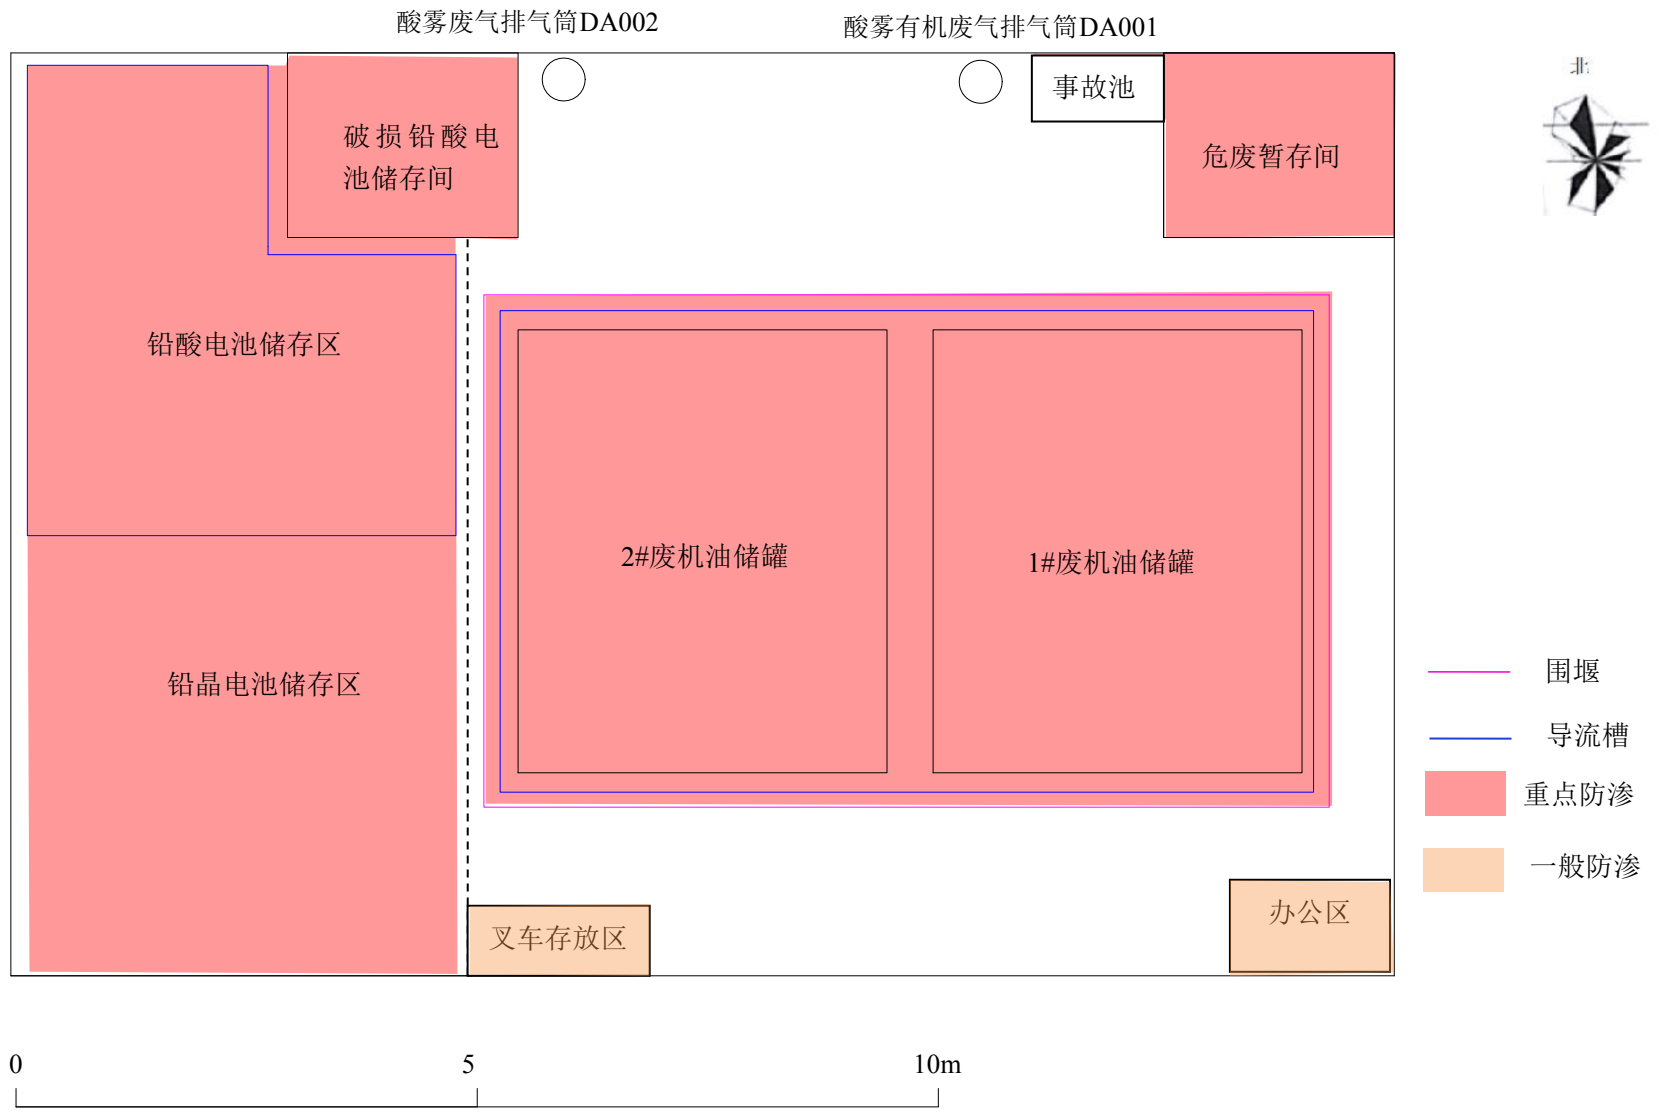 酸雾废气排气筒DA002
酸雾有机废气排气筒DA001
北
事故池
破损铅酸电
池储存间
危废暂存间
铅酸电池储存区
2#废机油储罐
1#废机油储罐
铅晶电池储存区
围堰
导流槽
重点防渗
一般防渗
办公区
叉车存放区
0
5
10m